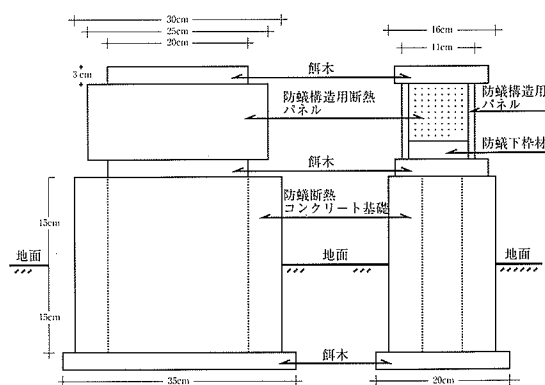 30cm
25cm
20cm
16cm
11cm
3cm
餌木
防蟻構造用断熱
パネル
防蟻構造用
パネル
防蟻下枠材
餌木
防蟻断熱
コンクリート基礎
15cm
地面
地面
地面
15cm
餌木
35cm
20cm